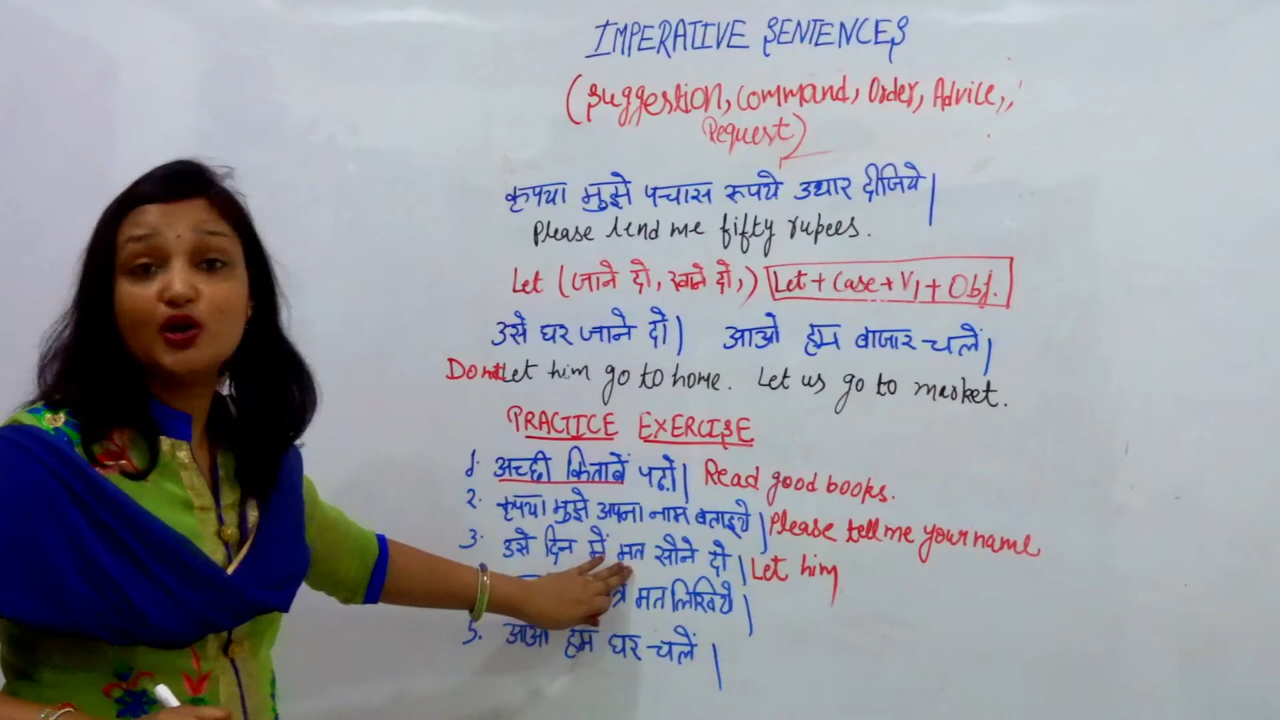 IMPERATIVE SENTENCES
(Suggestion, Command, Order, Advice,,
Request)
कृपया मुझे पचास रूपये उधार दीजिये|
Please lend me fifty rupees.
Let (जाने दो, खाने दो,) Let + Case + V1 + Obj.
उसे घर जाने दो| आओ हम बाजार चलें|
Do not Let him go to home. Let us go to market.
PRACTICE EXERCISE
1. अच्छी किताबें पढ़ो| Read good books.
2. कृपया मुझे अपना नाम बताइये| Please tell me your name
3. उसे दिन में मत सोने दो| Let him
मत लिखिये|
5. आओ हम घर चलें|